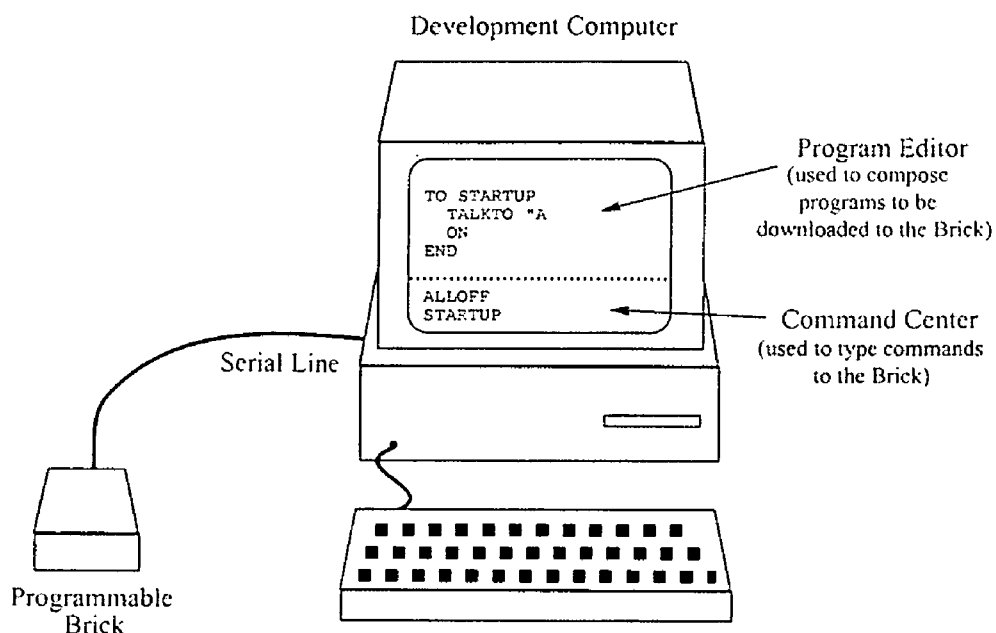 Development Computer
TO STARTUP
TALKTO "A
ON
END
ALLOFF
STARTUP
Program Editor
(used to compose
programs to be
downloaded to the Brick)
Command Center
(used to type commands
to the Brick)
Serial Line
Programmable
Brick